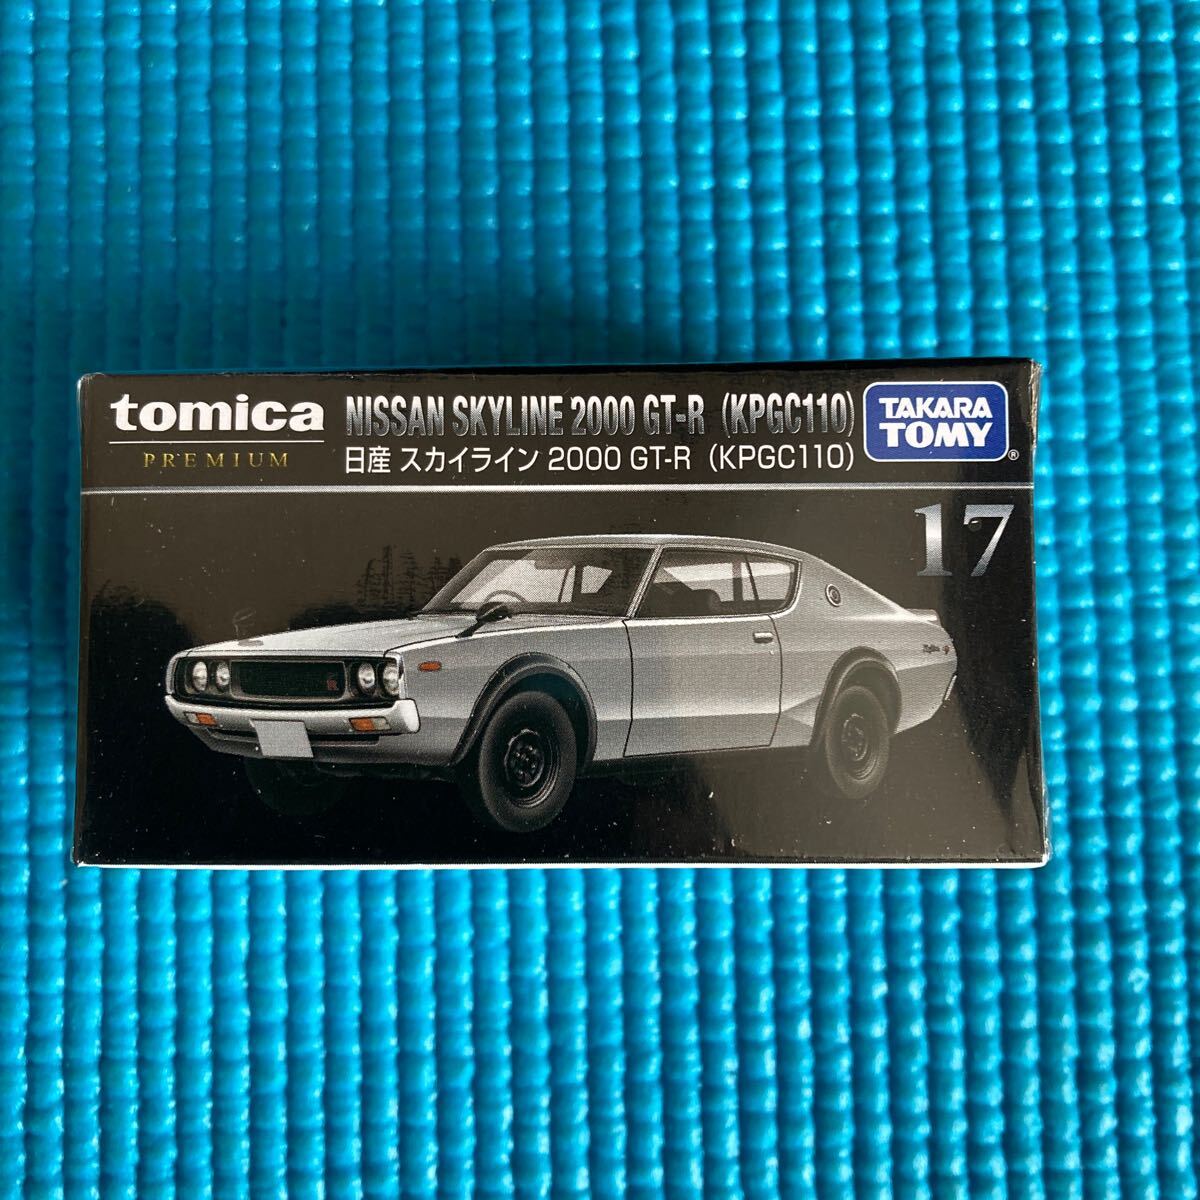 tomica
PREMIUM
NISSAN SKYLINE 2000 GT-R (KPGC110)
日産 スカイライン 2000 GT-R (KPGC110)
TAKARA
TOMY®
17